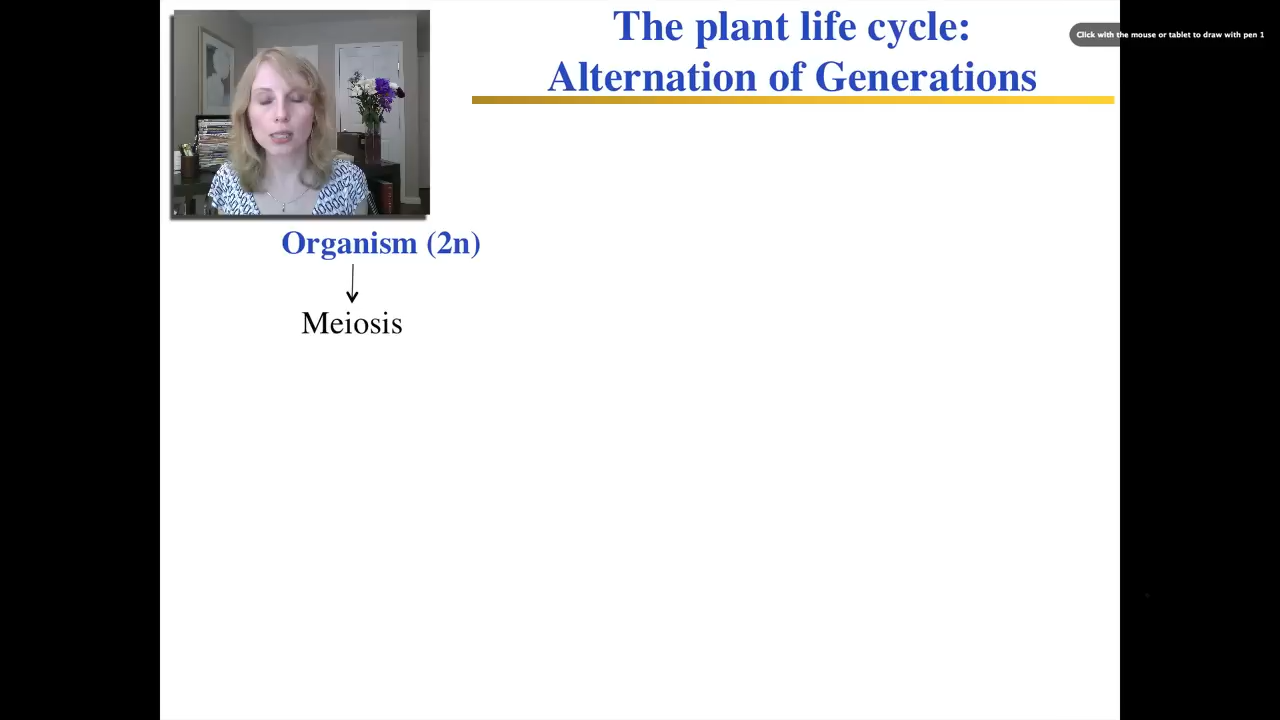 The plant life cycle:
Alternation of Generations
Click with the mouse or tablet to draw with pen 1
Organism (2n)
Meiosis